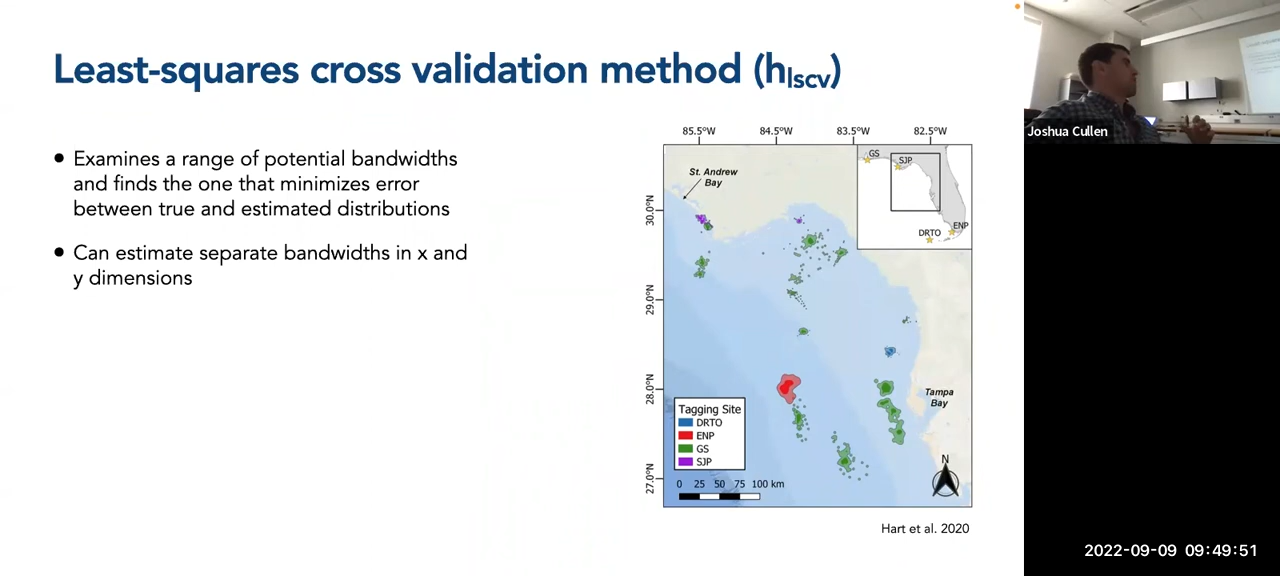 Least-squares cross validation method (hlscv)
• Examines a range of potential bandwidths
and finds the one that minimizes error
between true and estimated distributions
• Can estimate separate bandwidths in x and
y dimensions
85.5°W 84.5°W 83.5°W 82.5°W
30.0°N
29.0°N
28.0°N
27.0°N
St. Andrew
Bay
GS
SJP
DRTO
ENP
Tampa
Bay
Tagging Site
DRTO
ENP
GS
SJP
0 25 50 75 100 km
N
Hart et al. 2020
Joshua Cullen
2022-09-09 09:49:51